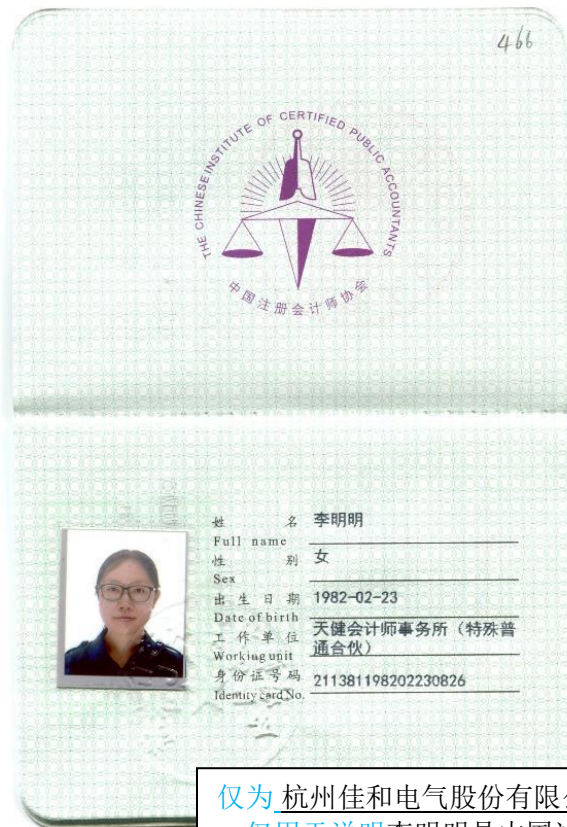 466
THE CHINESE INSTITUTE OF CERTIFIED PUBLIC ACCOUNTANTS
中国注册会计师协会
姓 名 李明明
Full name
性 别 女
Sex
出生日期 1982-02-23
Date of birth
工作单位 天健会计师事务所（特殊普
通合伙）
Working unit
身份证号码 211381198202230826
Identity card No.
仅为 杭州佳和电气股份有限